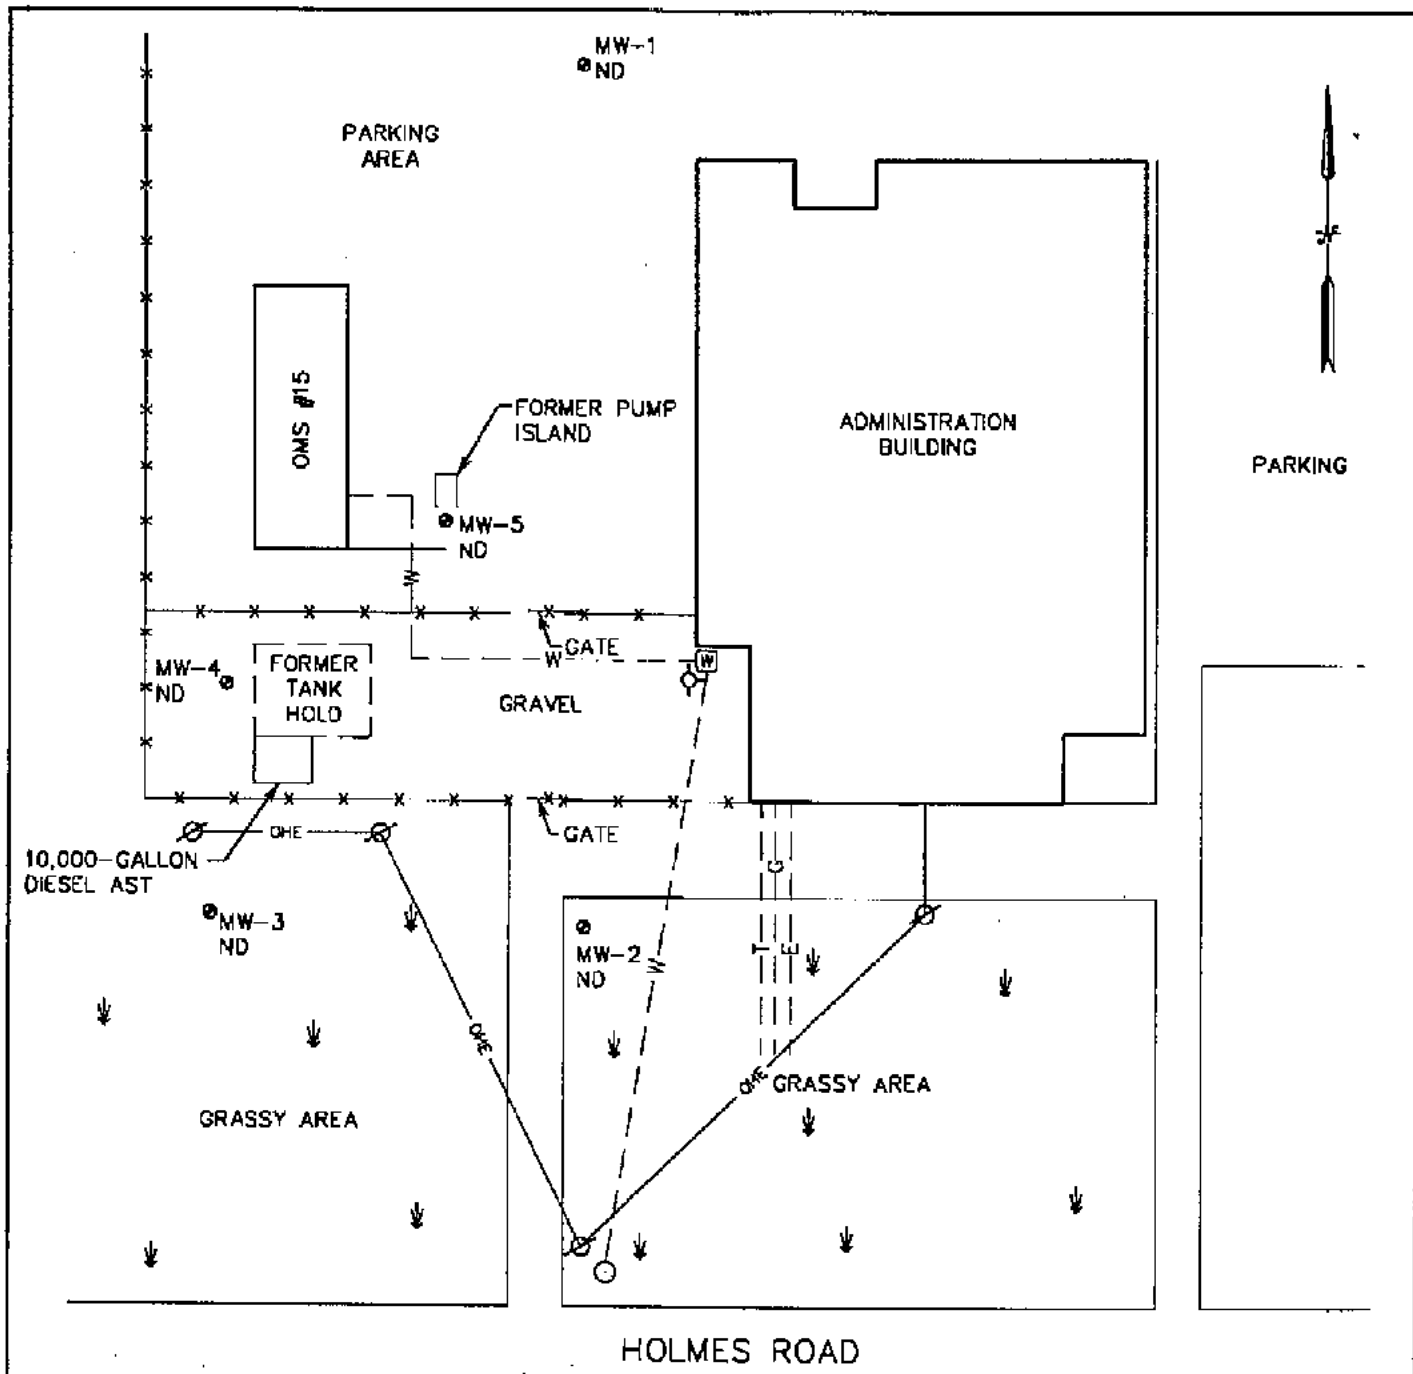 MW-1
ND
PARKING
AREA
N
OMS #15
FORMER PUMP
ISLAND
ADMINISTRATION
BUILDING
PARKING
MW-5
ND
W
GATE
W
W
MW-4
ND
FORMER
TANK
HOLD
GRAVEL
OHE
GATE
10,000-GALLON
DIESEL AST
G
MW-3
ND
MW-2
ND
W
T
E
OHE
OHE
GRASSY AREA
GRASSY AREA
HOLMES ROAD